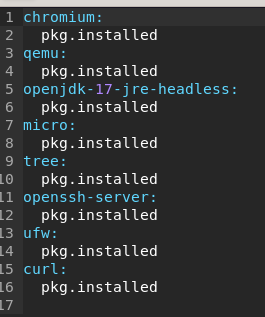 1 chromium:
2   pkg.installed
3 qemu:
4   pkg.installed
5 openjdk-17-jre-headless:
6   pkg.installed
7 micro:
8   pkg.installed
9 tree:
10   pkg.installed
11 openssh-server:
12   pkg.installed
13 ufw:
14   pkg.installed
15 curl:
16   pkg.installed
17